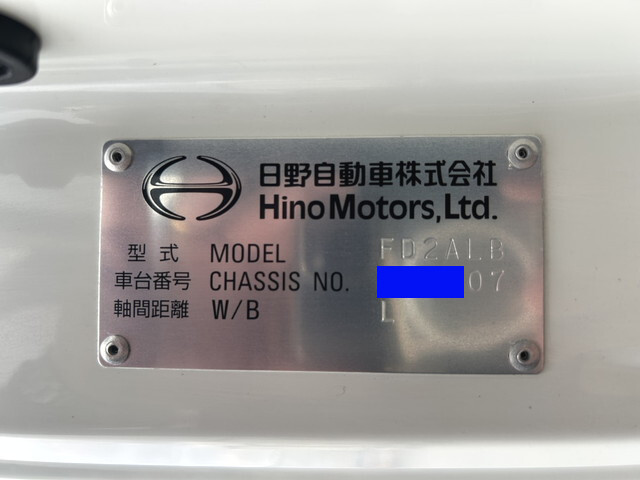 日野自動車株式会社
Hino Motors, Ltd.
型式 MODEL FD2ALB
車台番号 CHASSIS NO. 07
軸間距離 W/B L